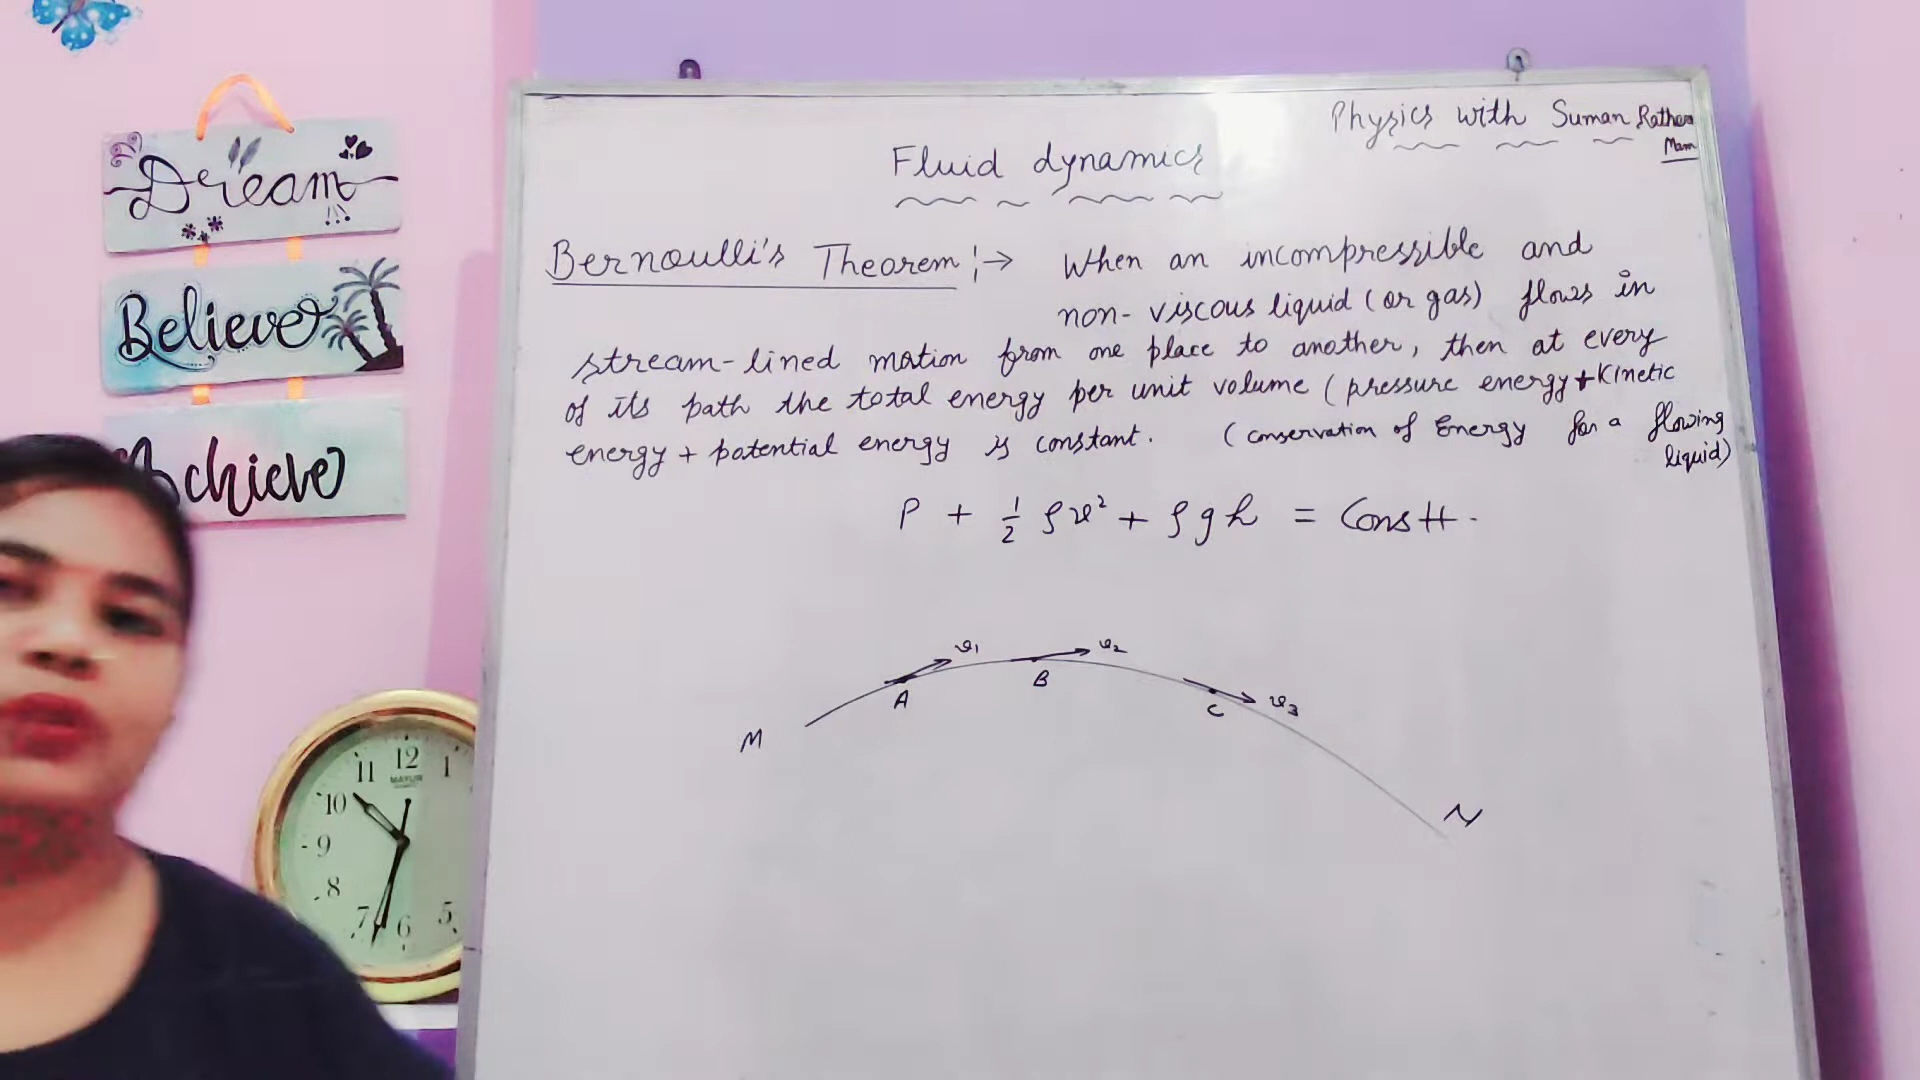 Dream
Believe
Achieve
Physics with Suman Rathore
Mam
Fluid dynamics
Bernoulli's Theorem :→ When an incompressible and
non-viscous liquid (or gas) flows in
stream-lined motion from one place to another, then at every
of its path the total energy per unit volume (pressure energy + Kinetic
energy + potential energy is constant. (conservation of Energy for a flowing
liquid)
P + 1/2 ρv² + ρgh = Constt.
v1
v2
A
B
v3
C
M
N
12
11
1
MAYUR
10
9
8
7
6
5